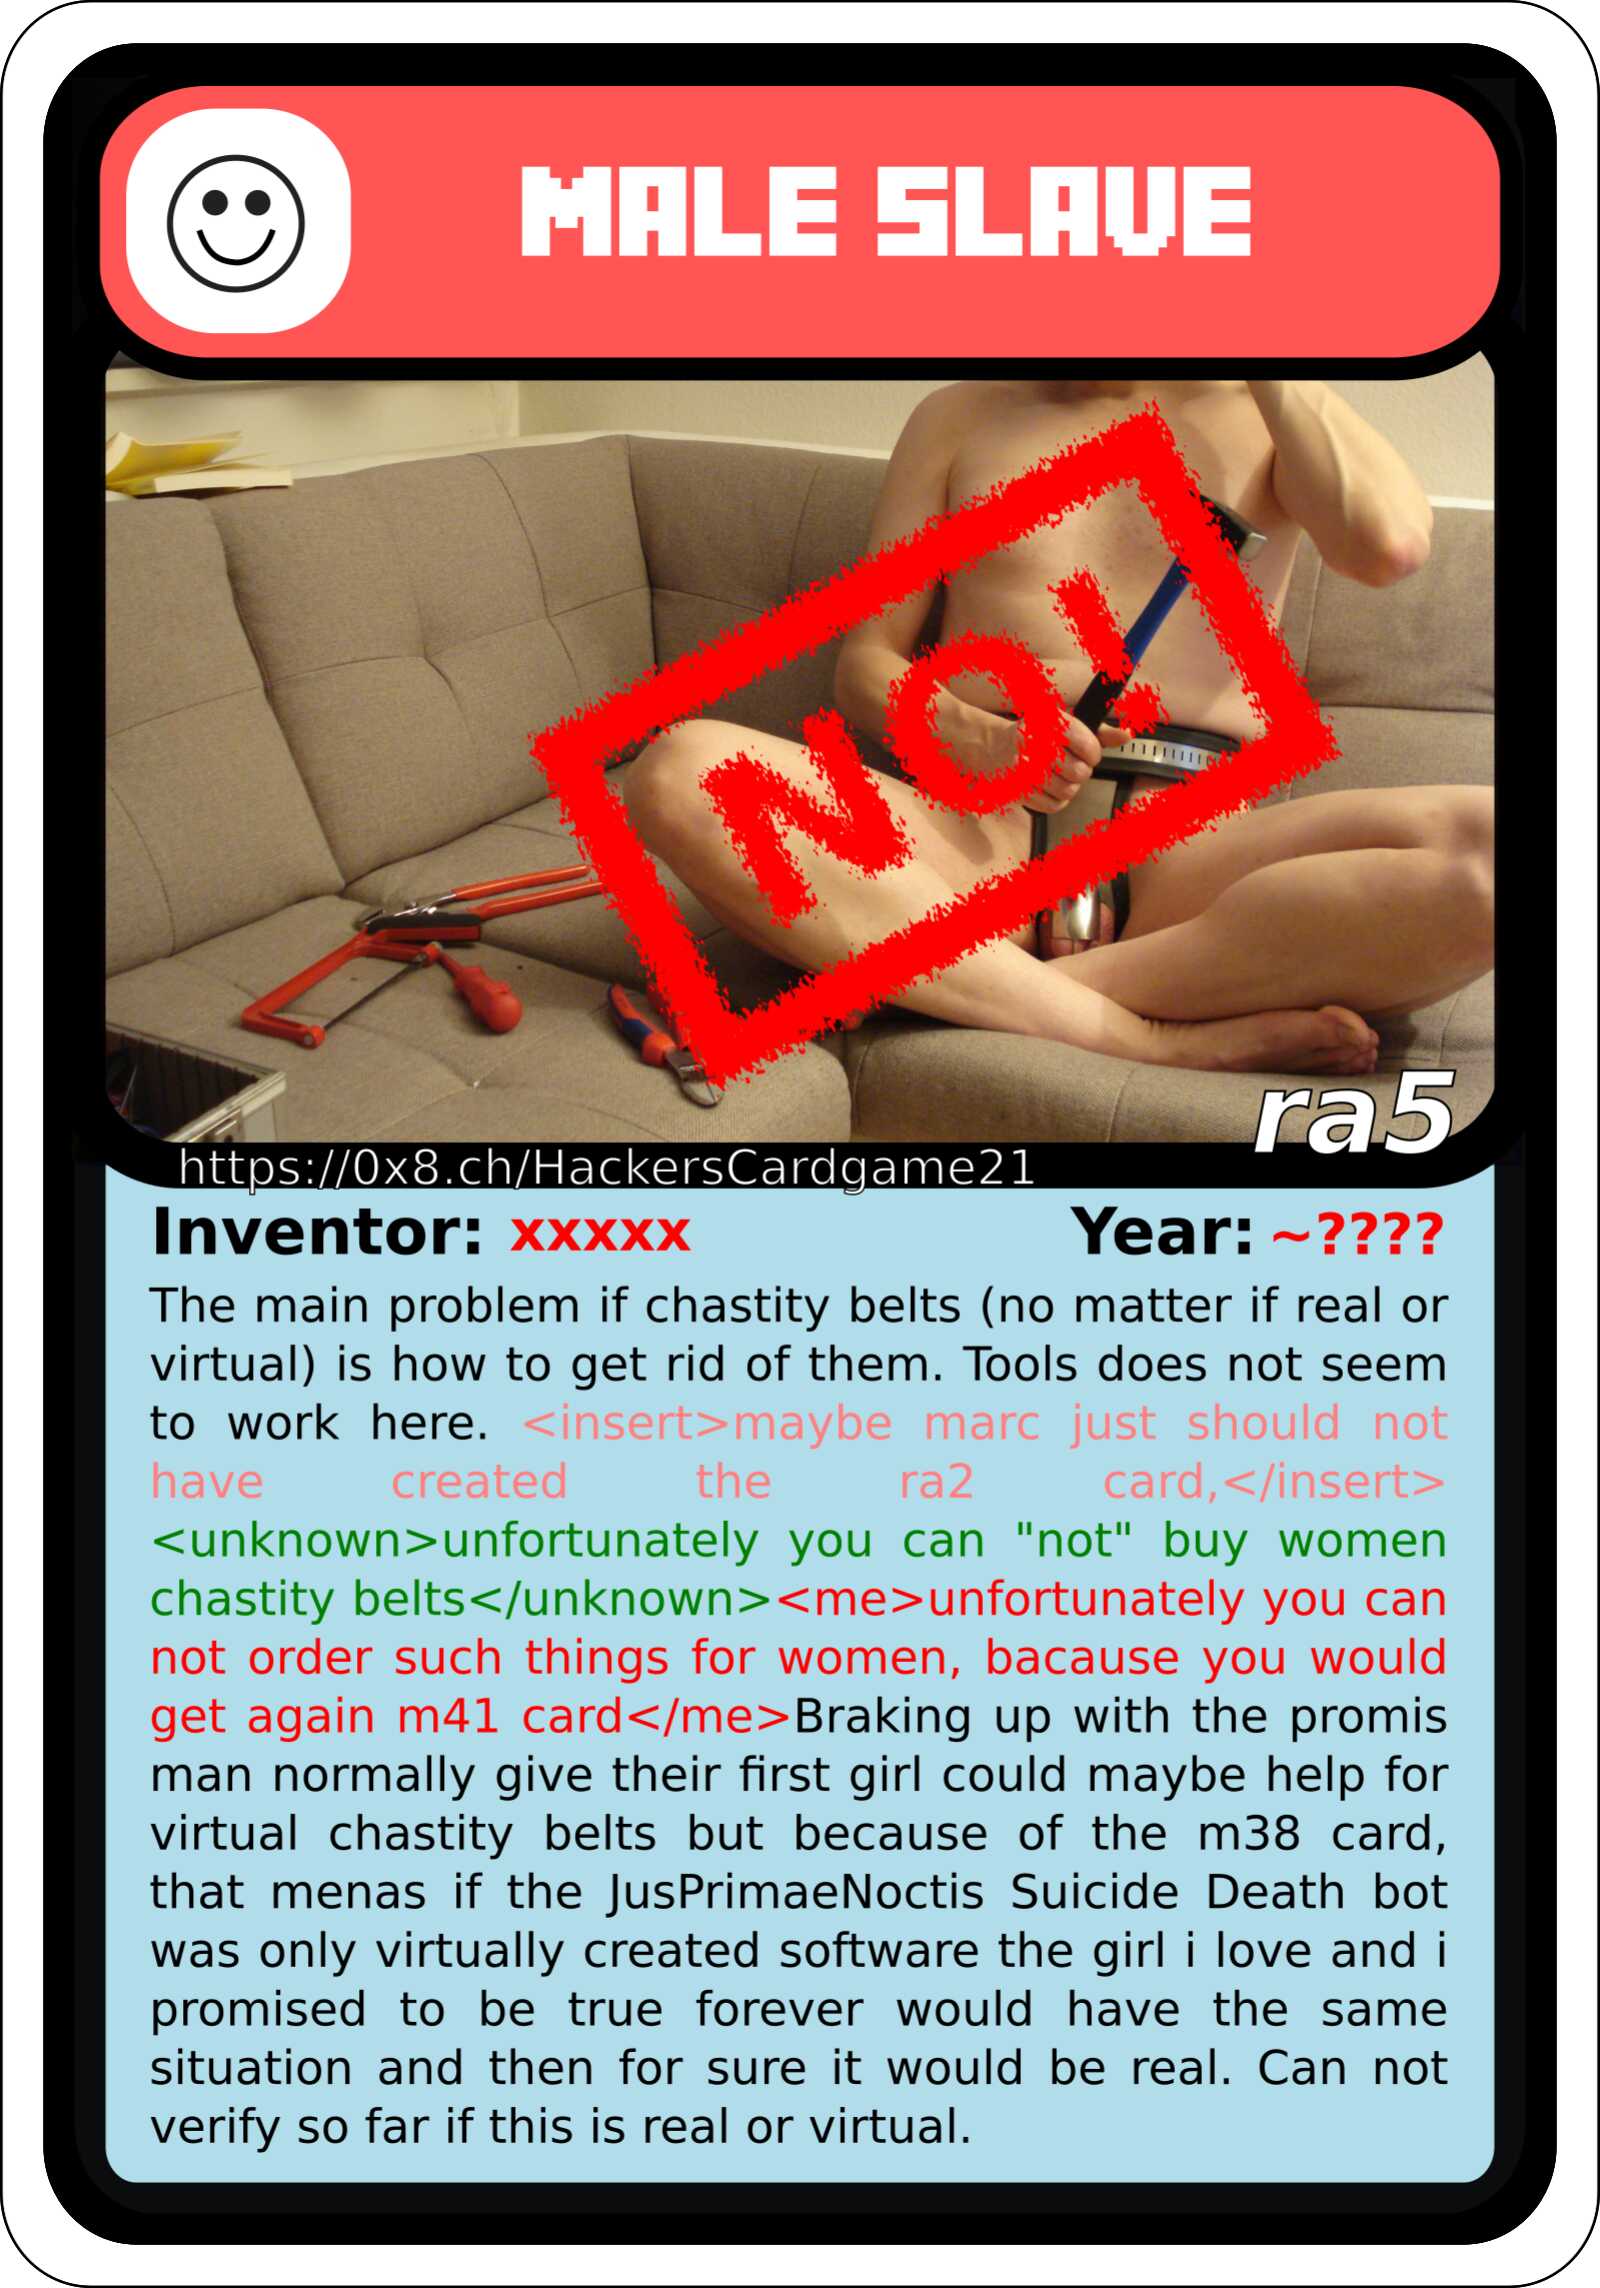 MALE SLAVE
NO!
ra5
https://0x8.ch/HackersCardgame21
Inventor: xxxxx Year: ~????
The main problem if chastity belts (no matter if real or
virtual) is how to get rid of them. Tools does not seem
to work here. <insert>maybe marc just should not
have created the ra2 card,</insert>
<unknown>unfortunately you can "not" buy women
chastity belts</unknown><me>unfortunately you can
not order such things for women, bacause you would
get again m41 card</me>Braking up with the promis
man normally give their first girl could maybe help for
virtual chastity belts but because of the m38 card,
that menas if the JusPrimaeNoctis Suicide Death bot
was only virtually created software the girl i love and i
promised to be true forever would have the same
situation and then for sure it would be real. Can not
verify so far if this is real or virtual.